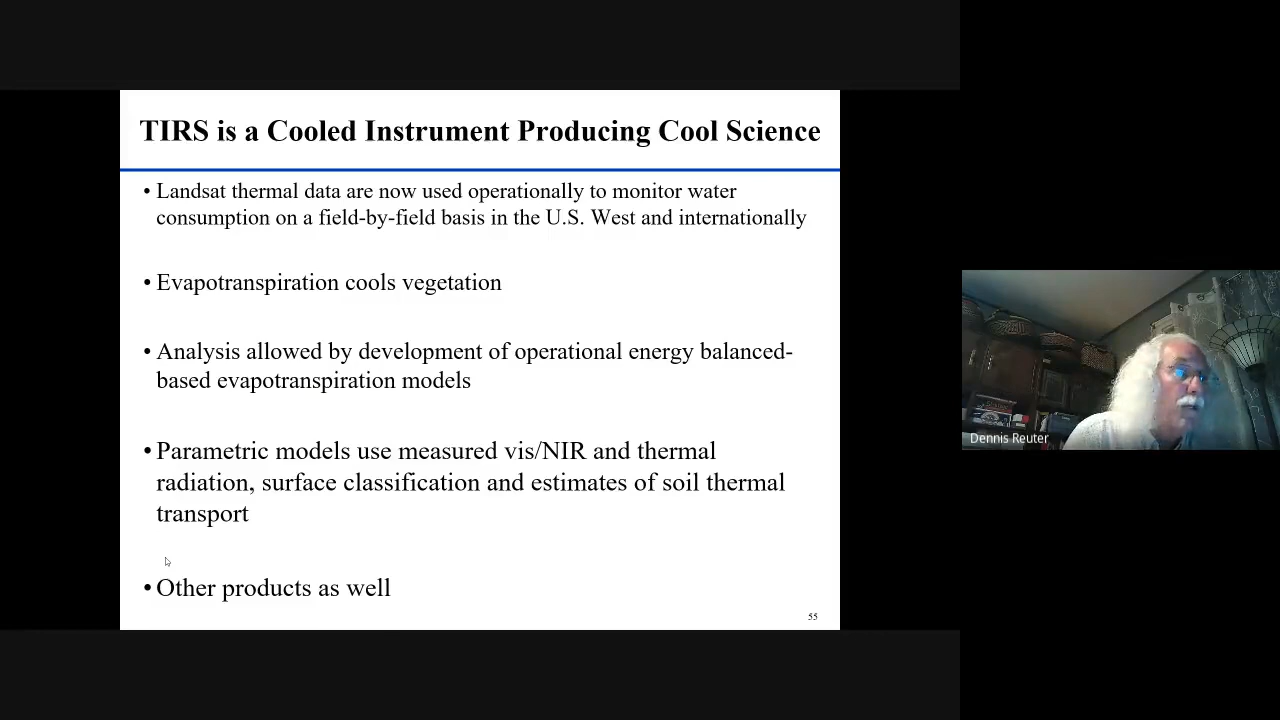 TIRS is a Cooled Instrument Producing Cool Science
• Landsat thermal data are now used operationally to monitor water
consumption on a field-by-field basis in the U.S. West and internationally
• Evapotranspiration cools vegetation
• Analysis allowed by development of operational energy balanced-
based evapotranspiration models
• Parametric models use measured vis/NIR and thermal
radiation, surface classification and estimates of soil thermal
transport
• Other products as well
55
Dennis Reuter